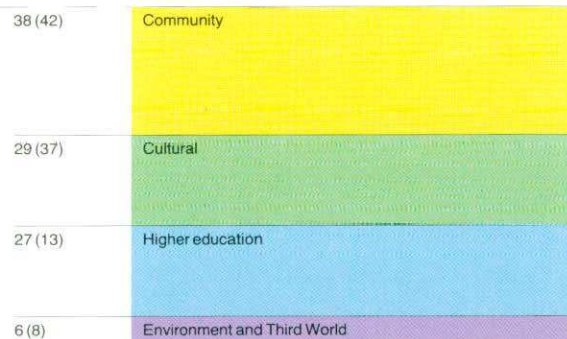 38 (42) Community
29 (37) Cultural
27 (13) Higher education
6 (8) Environment and Third World